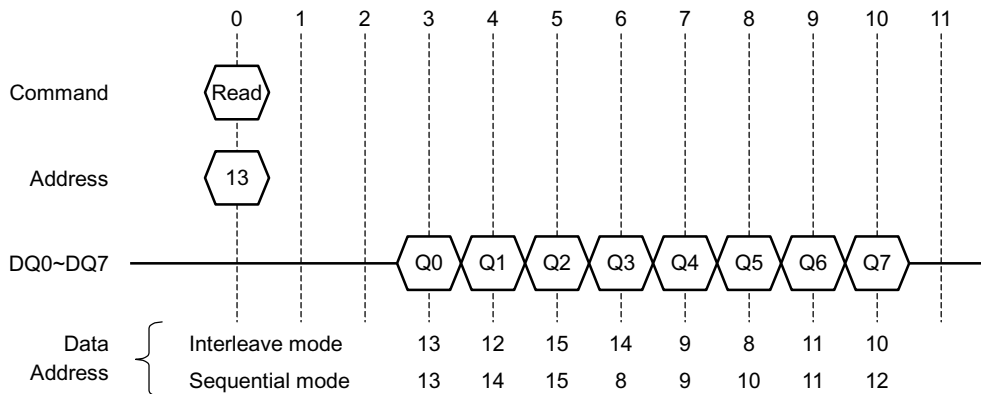 0 1 2 3 4 5 6 7 8 9 10 11
Command Read
Address 13
DQ0~DQ7 Q0 Q1 Q2 Q3 Q4 Q5 Q6 Q7
Data Interleave mode 13 12 15 14 9 8 11 10
Address Sequential mode 13 14 15 8 9 10 11 12